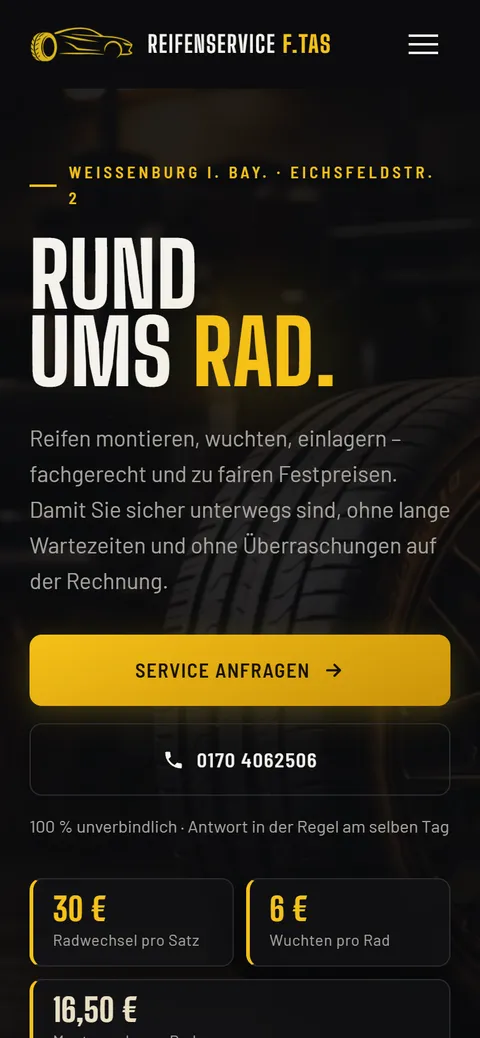 REIFENSERVICE F.TAS
WEISSENBURG I. BAY. · EICHSFELDSTR.
2
RUND
UMS RAD.
Reifen montieren, wuchten, einlagern –
fachgerecht und zu fairen Festpreisen.
Damit Sie sicher unterwegs sind, ohne lange
Wartezeiten und ohne Überraschungen auf
der Rechnung.
SERVICE ANFRAGEN →
0170 4062506
100 % unverbindlich · Antwort in der Regel am selben Tag
30 €
Radwechsel pro Satz
6 €
Wuchten pro Rad
16,50 €